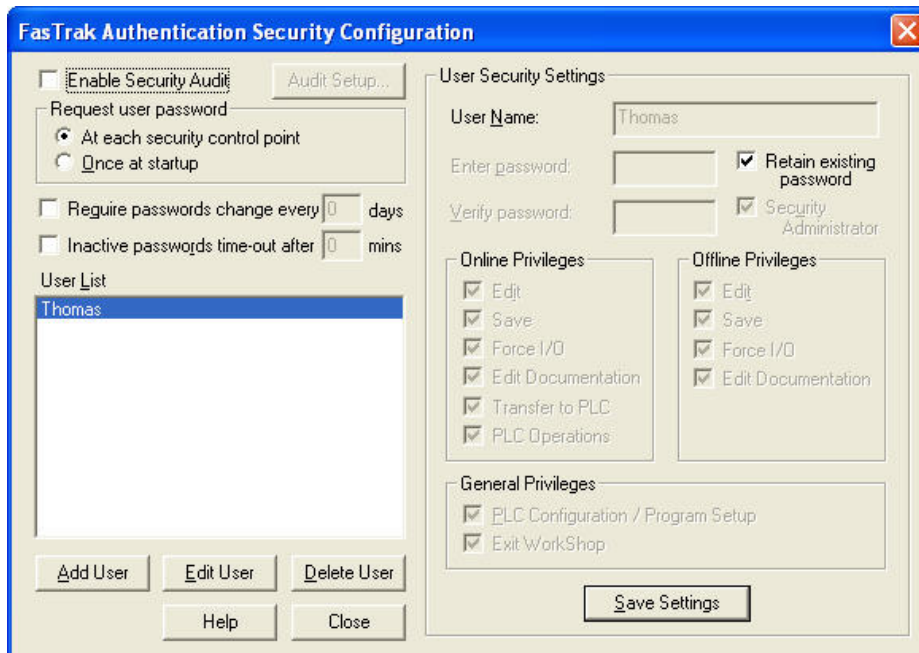 FasTrak Authentication Security Configuration
Enable Security Audit
Audit Setup...
Request user password
At each security control point
Once at startup
Require passwords change every 0 days
Inactive passwords time-out after 0 mins
User List
Thomas
Add User
Edit User
Delete User
Help
Close
User Security Settings
User Name: Thomas
Enter password:
Retain existing
password
Verify password:
Security
Administrator
Online Privileges
Edit
Save
Force I/O
Edit Documentation
Transfer to PLC
PLC Operations
Offline Privileges
Edit
Save
Force I/O
Edit Documentation
General Privileges
PLC Configuration / Program Setup
Exit WorkShop
Save Settings